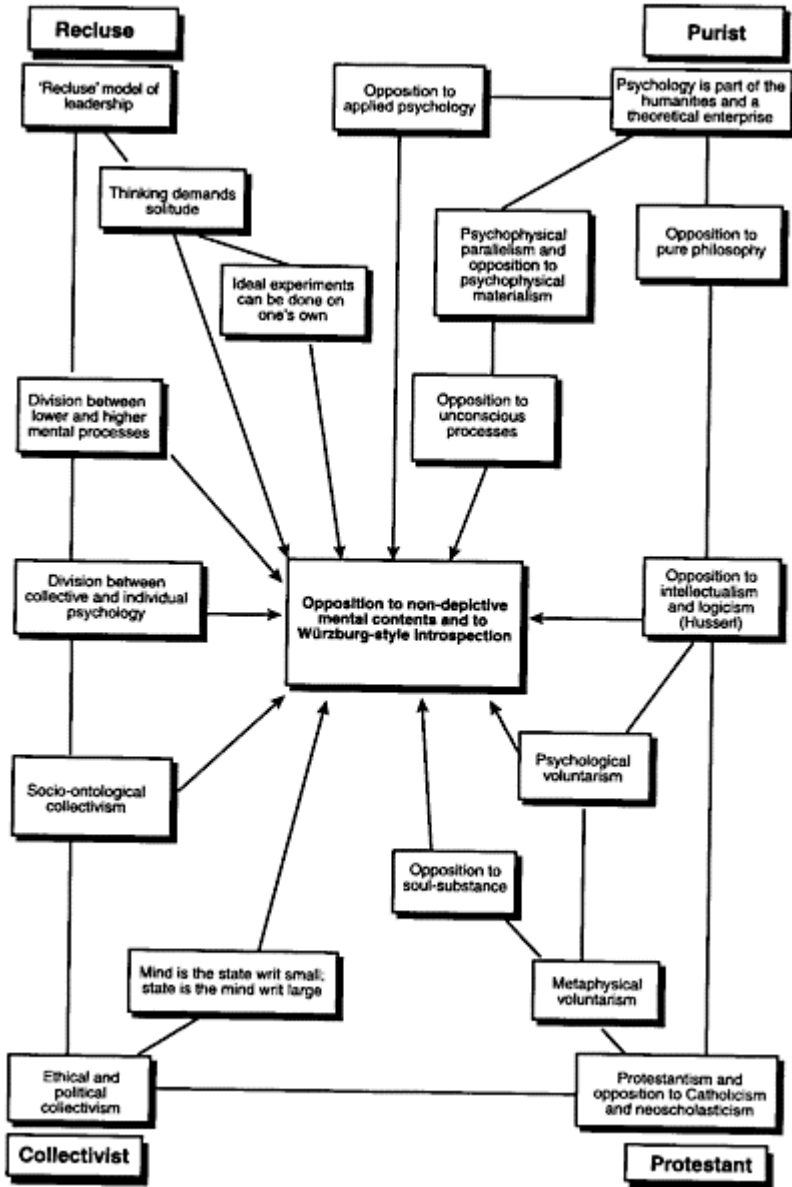 Recluse
Purist
'Recluse' model of
leadership
Opposition to
applied psychology
Psychology is part of the
humanities and a
theoretical enterprise
Thinking demands
solitude
Psychophysical
parallelism and
opposition to
psychophysical
materialism
Opposition to
pure philosophy
Ideal experiments
can be done on
one's own
Division between
lower and higher
mental processes
Opposition to
unconscious
processes
Division between
collective and individual
psychology
Opposition to non-depictive
mental contents and to
Würzburg-style introspection
Opposition to
intellectualism
and logicism
(Husserl)
Socio-ontological
collectivism
Psychological
voluntarism
Opposition to
soul-substance
Mind is the state writ small;
state is the mind writ large
Metaphysical
voluntarism
Ethical and
political
collectivism
Protestantism and
opposition to Catholicism
and neoscholasticism
Collectivist
Protestant